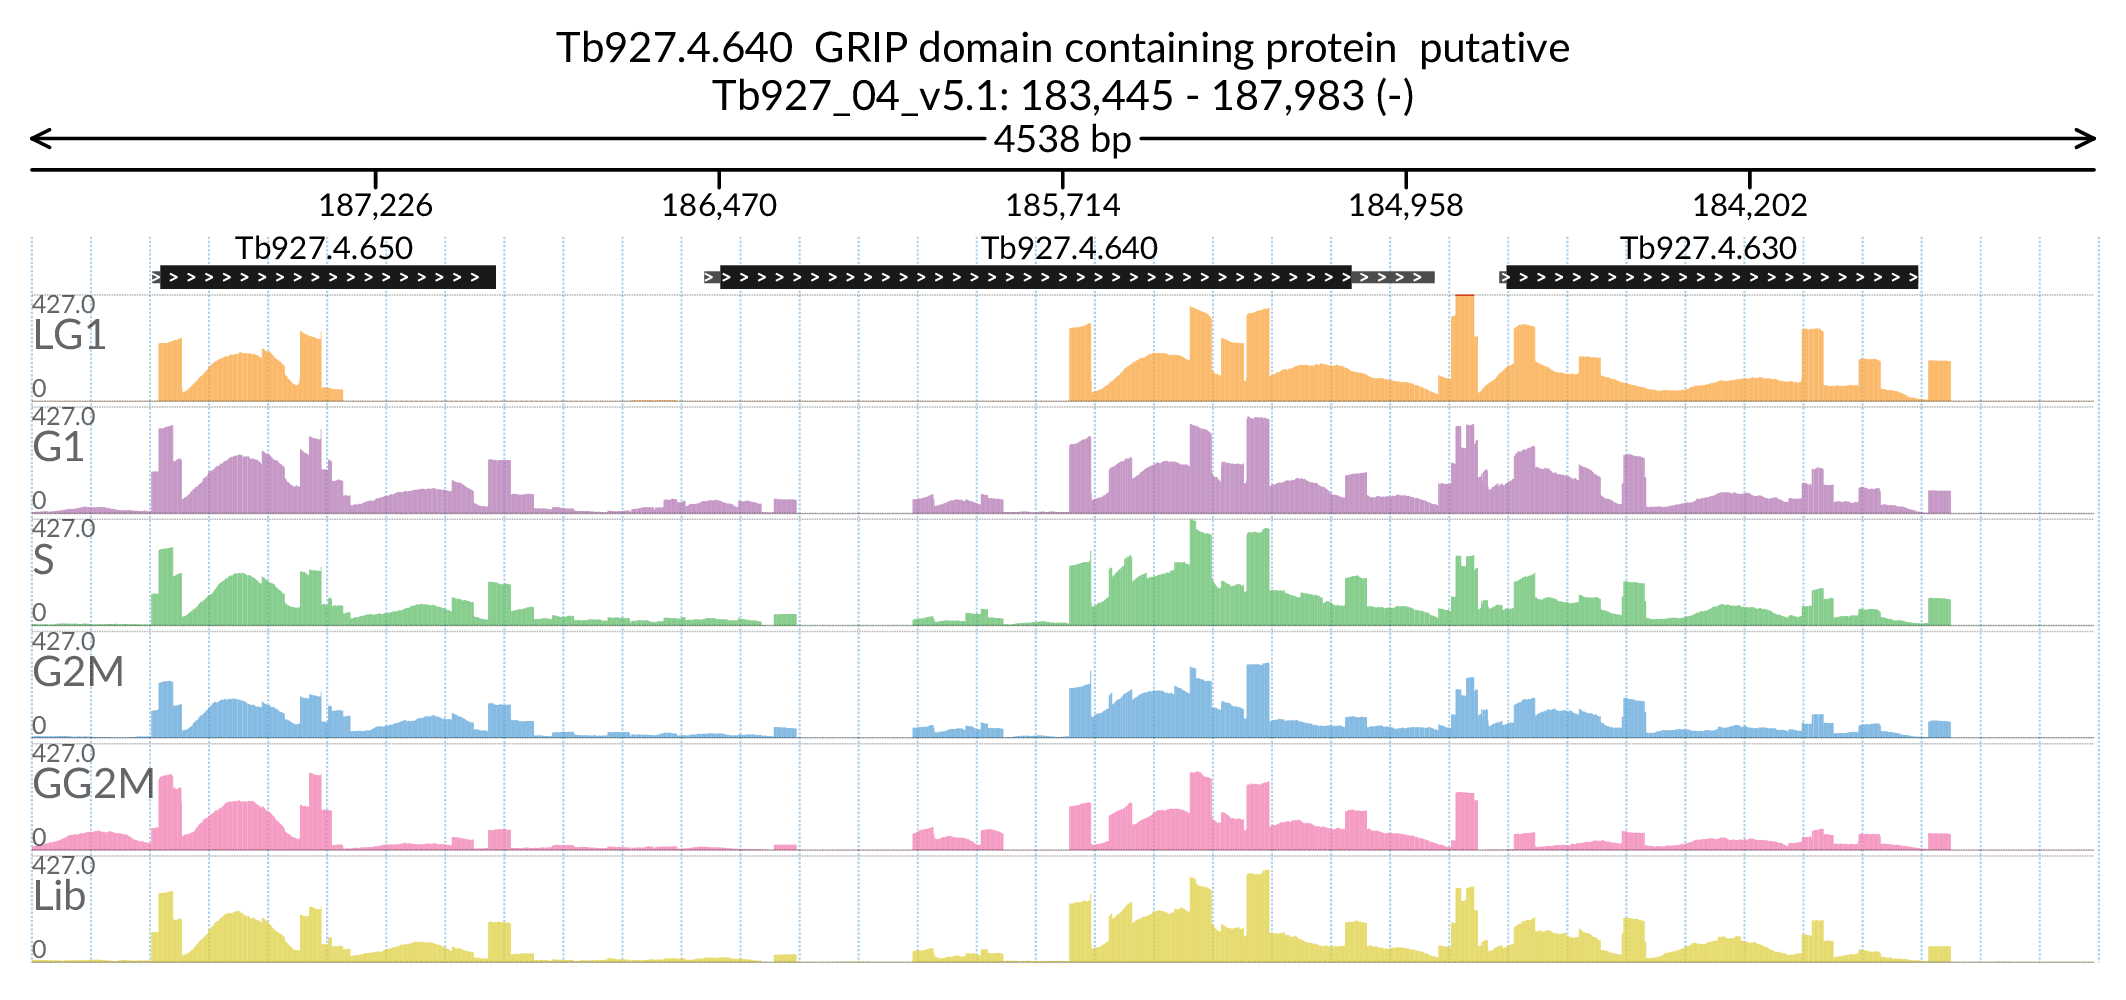 Tb927.4.640  GRIP domain containing protein  putative
Tb927_04_v5.1: 183,445 - 187,983 (-)
4538 bp
187,226 186,470 185,714 184,958 184,202
Tb927.4.650 Tb927.4.640 Tb927.4.630
427.0
LG1
0
427.0
G1
0
427.0
S
0
427.0
G2M
0
427.0
GG2M
0
427.0
Lib
0